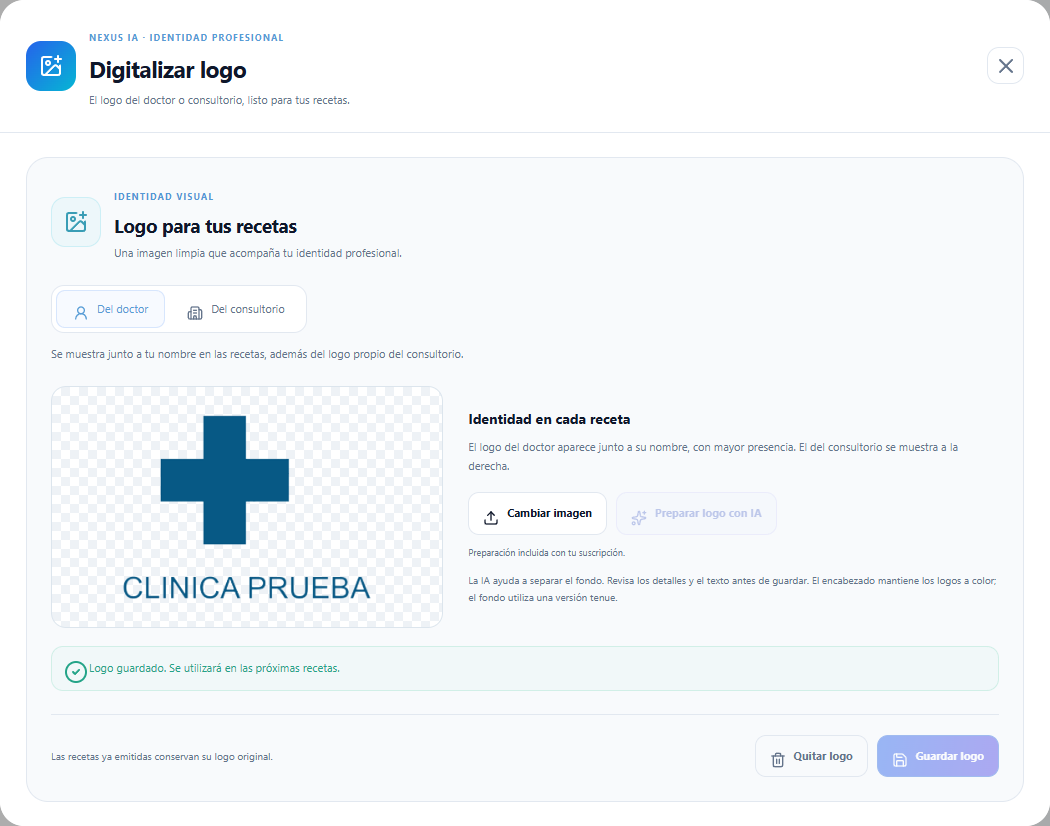 NEXUS IA · IDENTIDAD PROFESIONAL
Digitalizar logo
El logo del doctor o consultorio, listo para tus recetas.
IDENTIDAD VISUAL
Logo para tus recetas
Una imagen limpia que acompaña tu identidad profesional.
Del doctor
Del consultorio
Se muestra junto a tu nombre en las recetas, además del logo propio del consultorio.
CLINICA PRUEBA
Identidad en cada receta
El logo del doctor aparece junto a su nombre, con mayor presencia. El del consultorio se muestra a la
derecha.
Cambiar imagen
Preparar logo con IA
Preparación incluida con tu suscripción.
La IA ayuda a separar el fondo. Revisa los detalles y el texto antes de guardar. El encabezado mantiene los logos a color;
el fondo utiliza una versión tenue.
Logo guardado. Se utilizará en las próximas recetas.
Las recetas ya emitidas conservan su logo original.
Quitar logo
Guardar logo